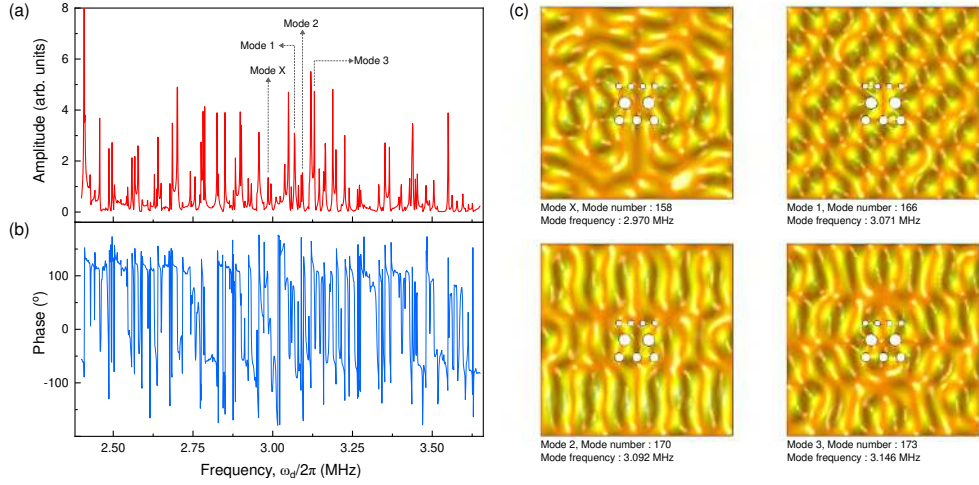 (a)
8
6
4
2
0
Amplitude (arb. units)
Mode 2
Mode 1
Mode X
Mode 3
(b)
100
0
-100
Phase (º)
2.50 2.75 3.00 3.25 3.50
Frequency, ω_d/2π (MHz)
(c)
Mode X, Mode number : 158
Mode frequency : 2.970 MHz
Mode 1, Mode number : 166
Mode frequency : 3.071 MHz
Mode 2, Mode number : 170
Mode frequency : 3.092 MHz
Mode 3, Mode number : 173
Mode frequency : 3.146 MHz